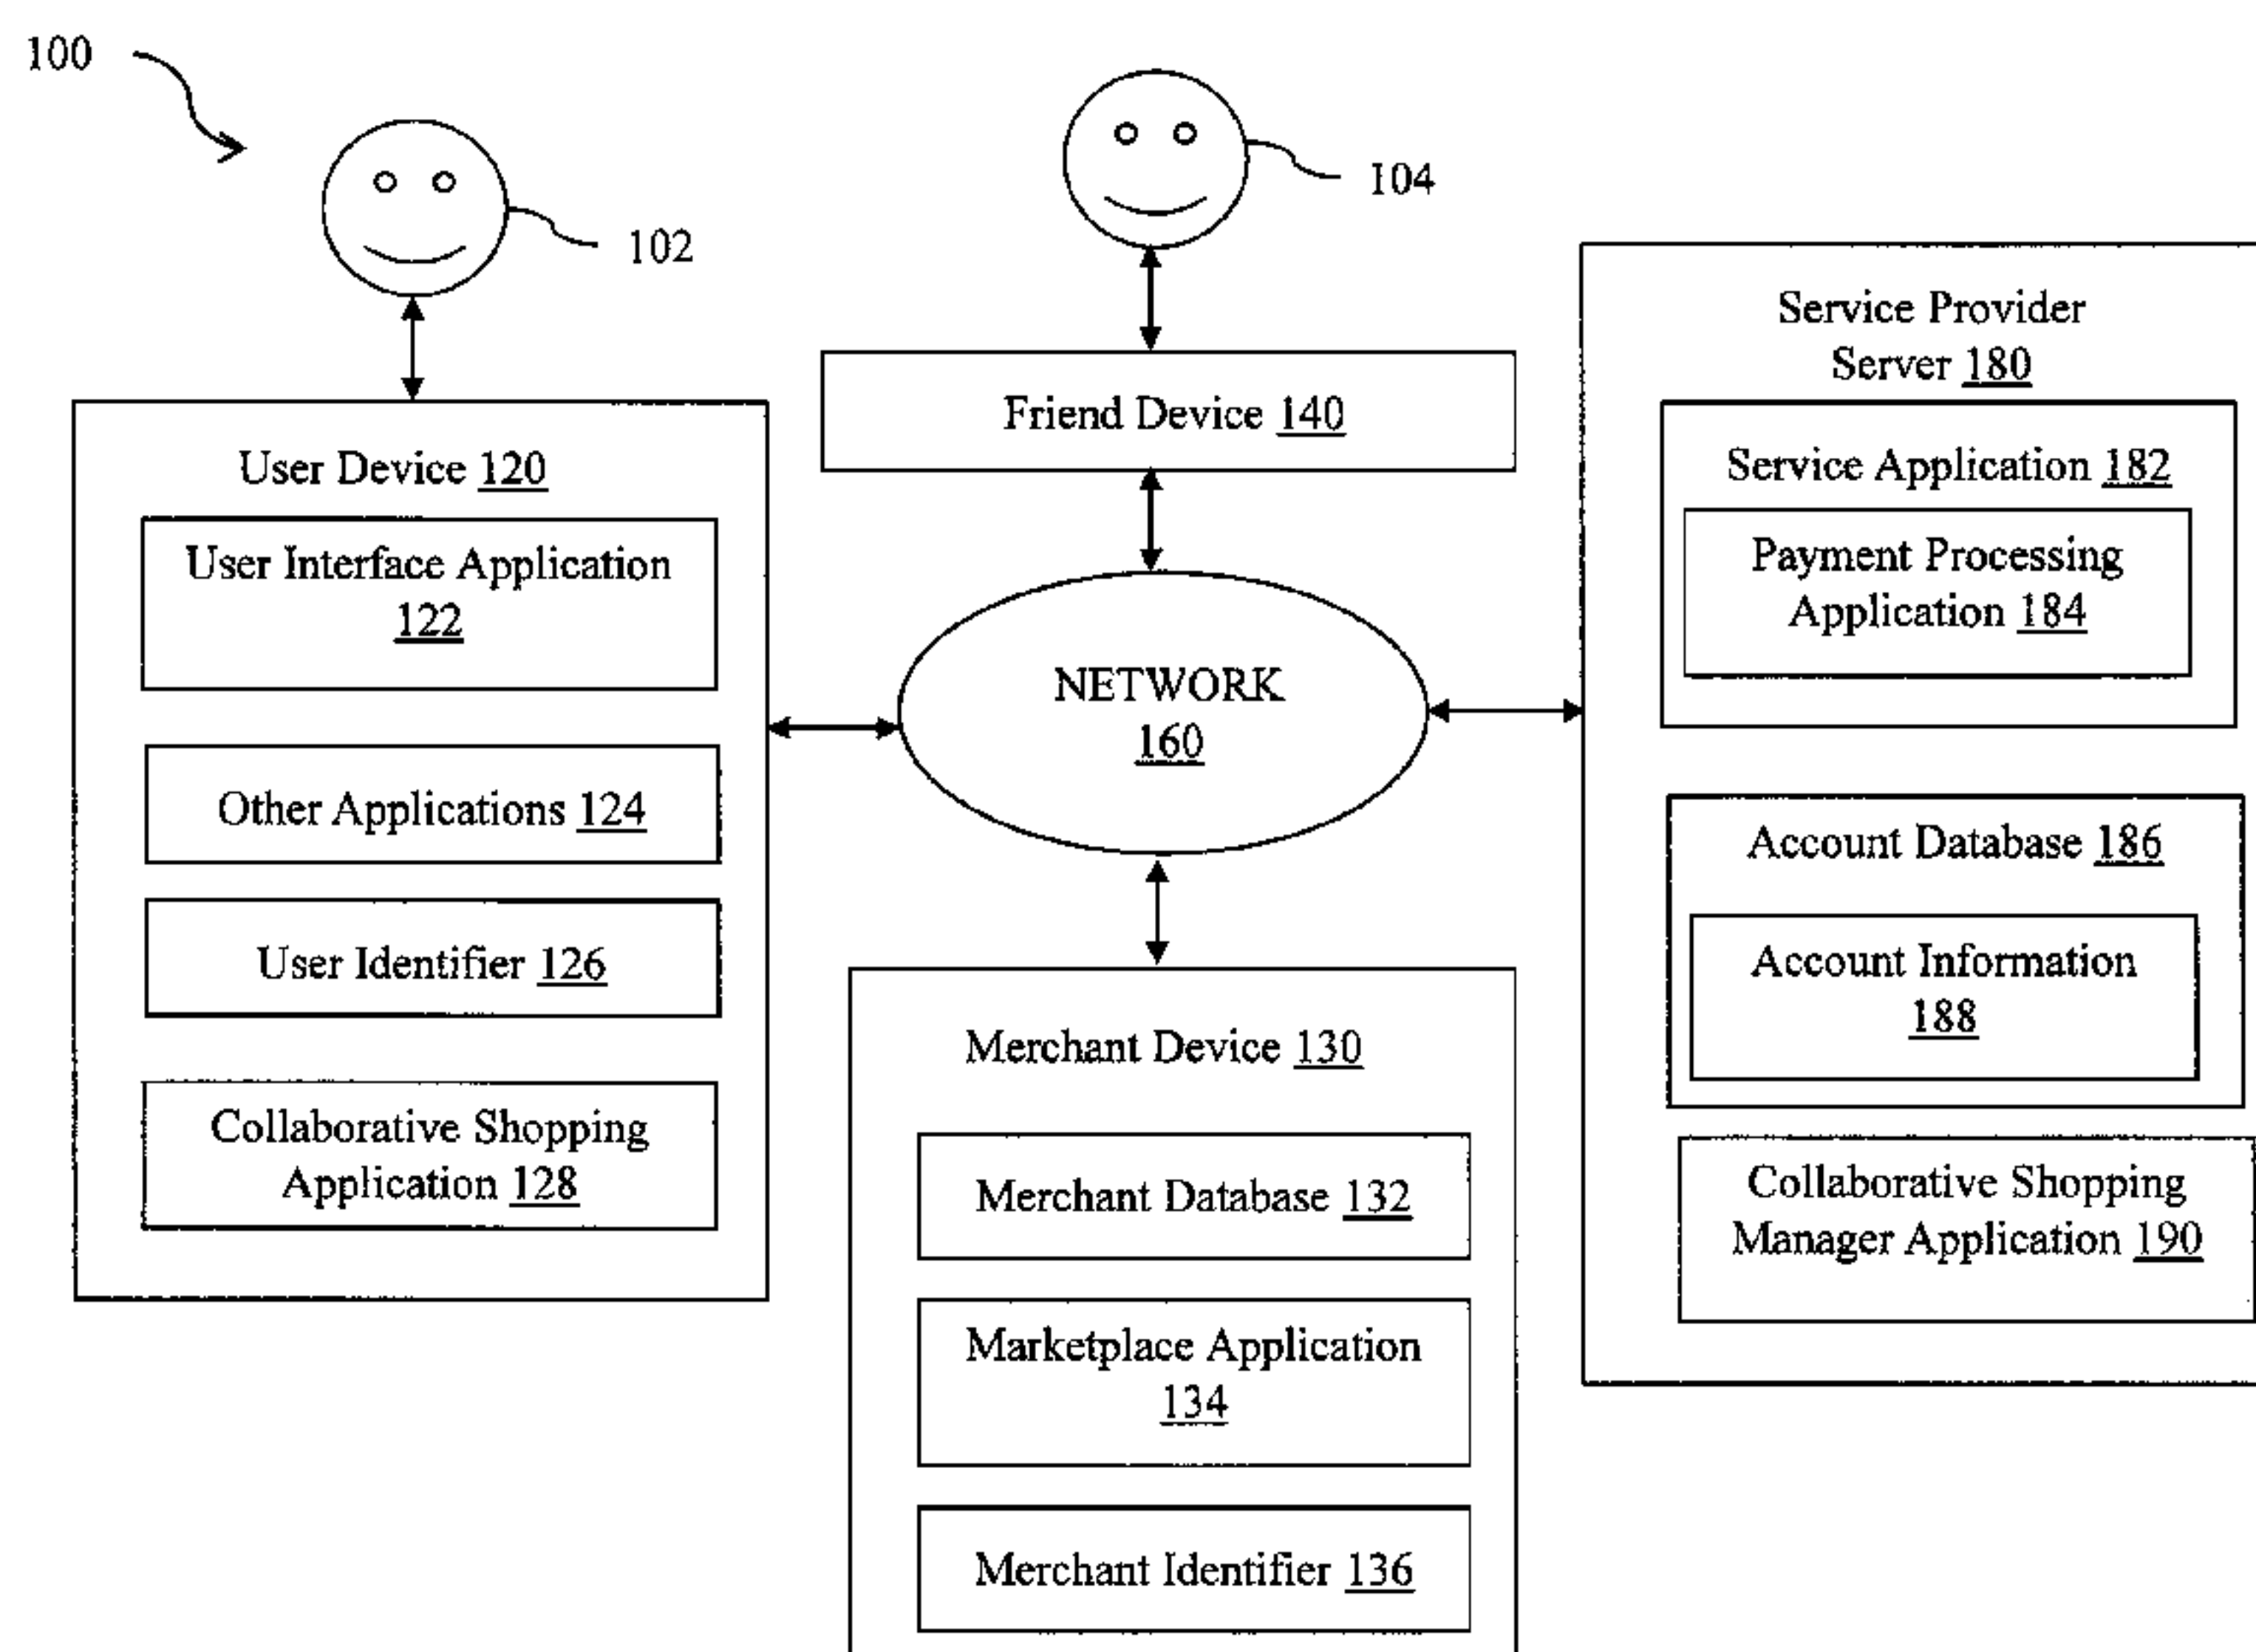 100
102
104
User Device 120
User Interface Application
122
Other Applications 124
User Identifier 126
Collaborative Shopping
Application 128
Friend Device 140
NETWORK
160
Merchant Device 130
Merchant Database 132
Marketplace Application
134
Merchant Identifier 136
Service Provider
Server 180
Service Application 182
Payment Processing
Application 184
Account Database 186
Account Information
188
Collaborative Shopping
Manager Application 190